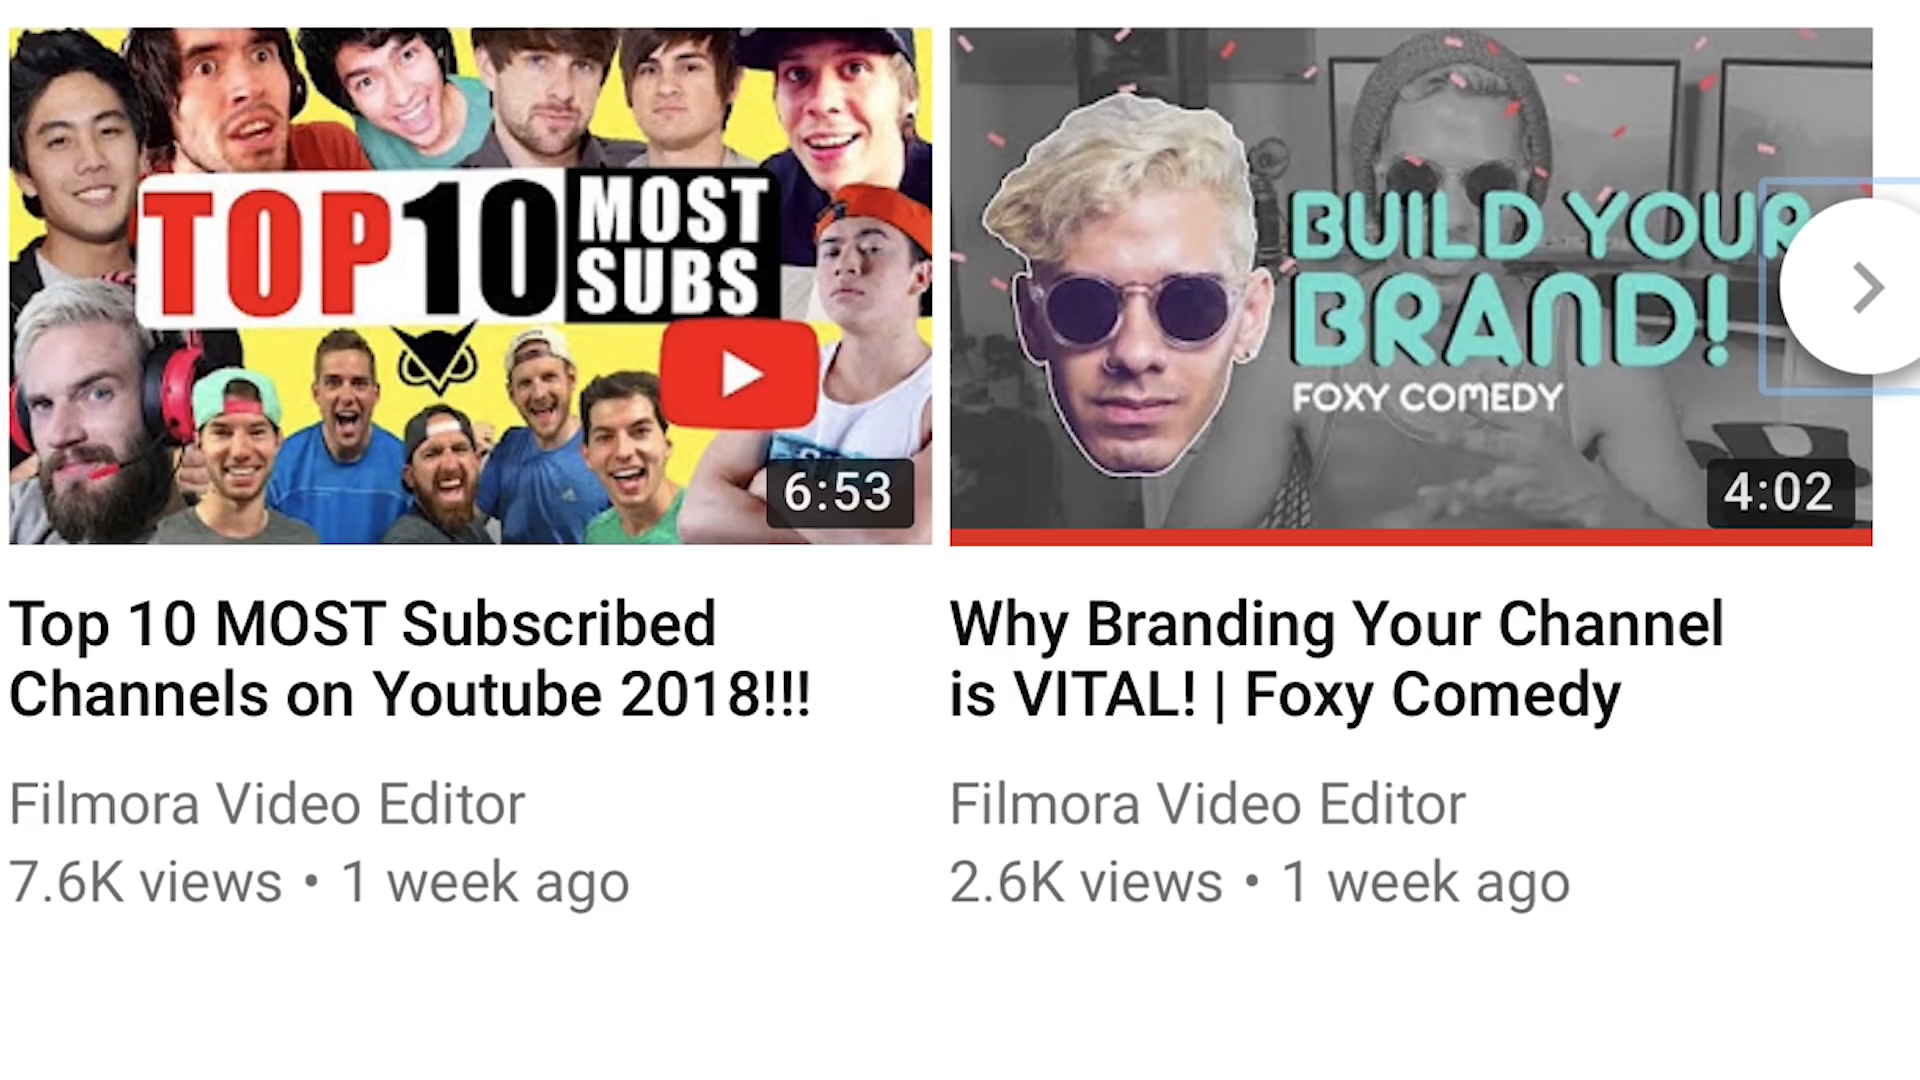 TOP 10 MOST SUBS
6:53
BUILD YOUR
BRAND!
FOXY COMEDY
4:02
Top 10 MOST Subscribed
Channels on Youtube 2018!!!
Filmora Video Editor
7.6K views • 1 week ago
Why Branding Your Channel
is VITAL! | Foxy Comedy
Filmora Video Editor
2.6K views • 1 week ago